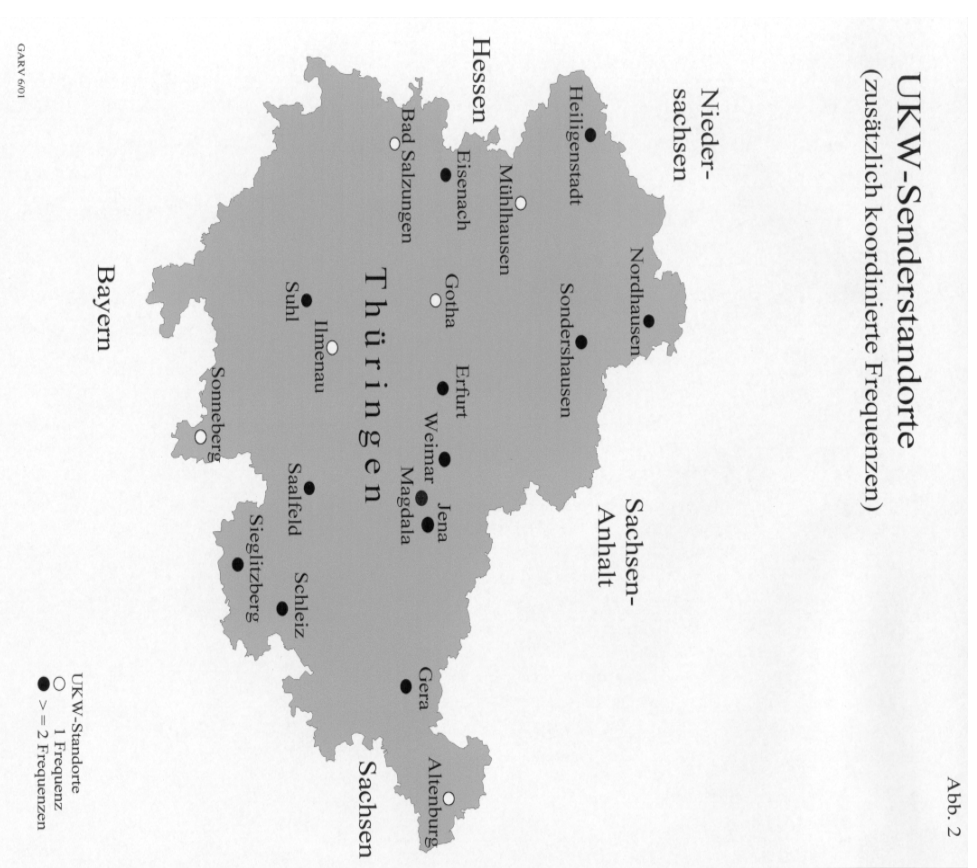 Abb. 2
UKW-Senderstandorte
(zusätzlich koordinierte Frequenzen)
Nieder-
sachsen
Sachsen-
Anhalt
Hessen
Nordhausen
Heiligenstadt
Sondershausen
Mühlhausen
Eisenach
Gotha
Erfurt
Weimar
Jena
Magdala
Gera
Altenburg
Bad Salzungen
Thüringen
Sachsen
Suhl
Ilmenau
Saalfeld
Schleiz
Sieglitzberg
Sonneberg
Bayern
UKW-Standorte
1 Frequenz
>=2 Frequenzen
GARV 6/01